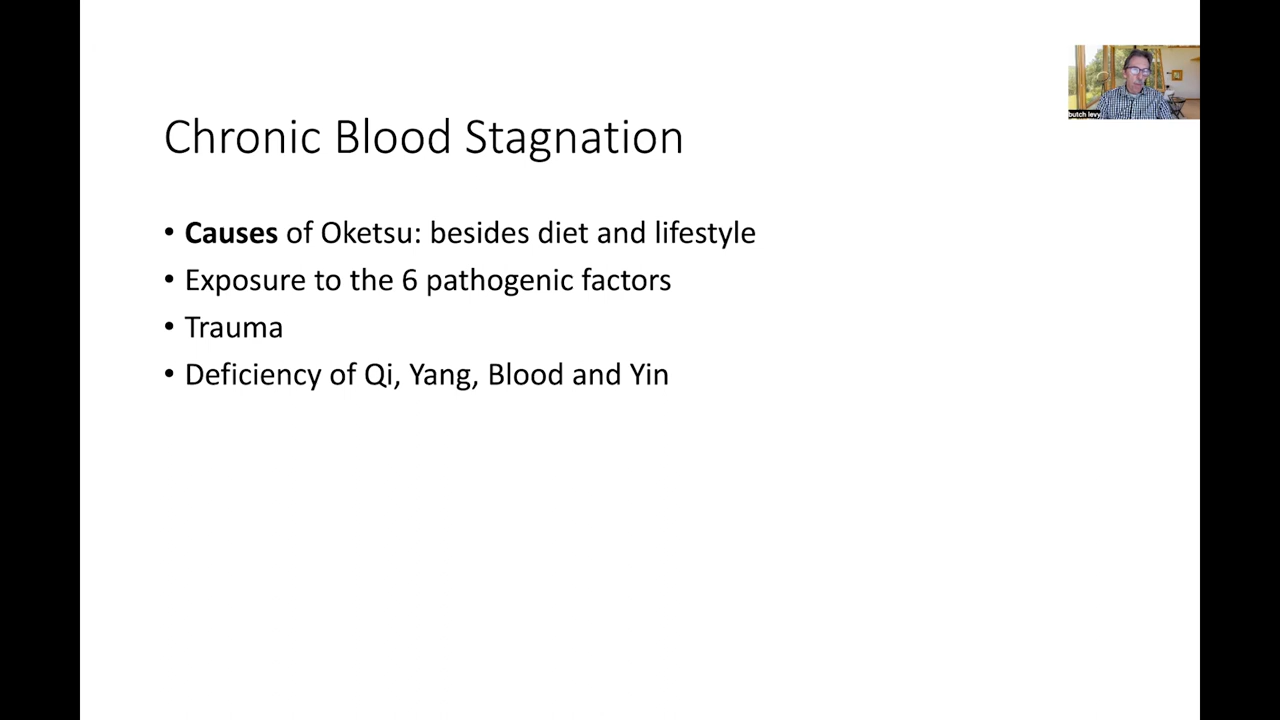 Chronic Blood Stagnation
• Causes of Oketsu: besides diet and lifestyle
• Exposure to the 6 pathogenic factors
• Trauma
• Deficiency of Qi, Yang, Blood and Yin
butch levy